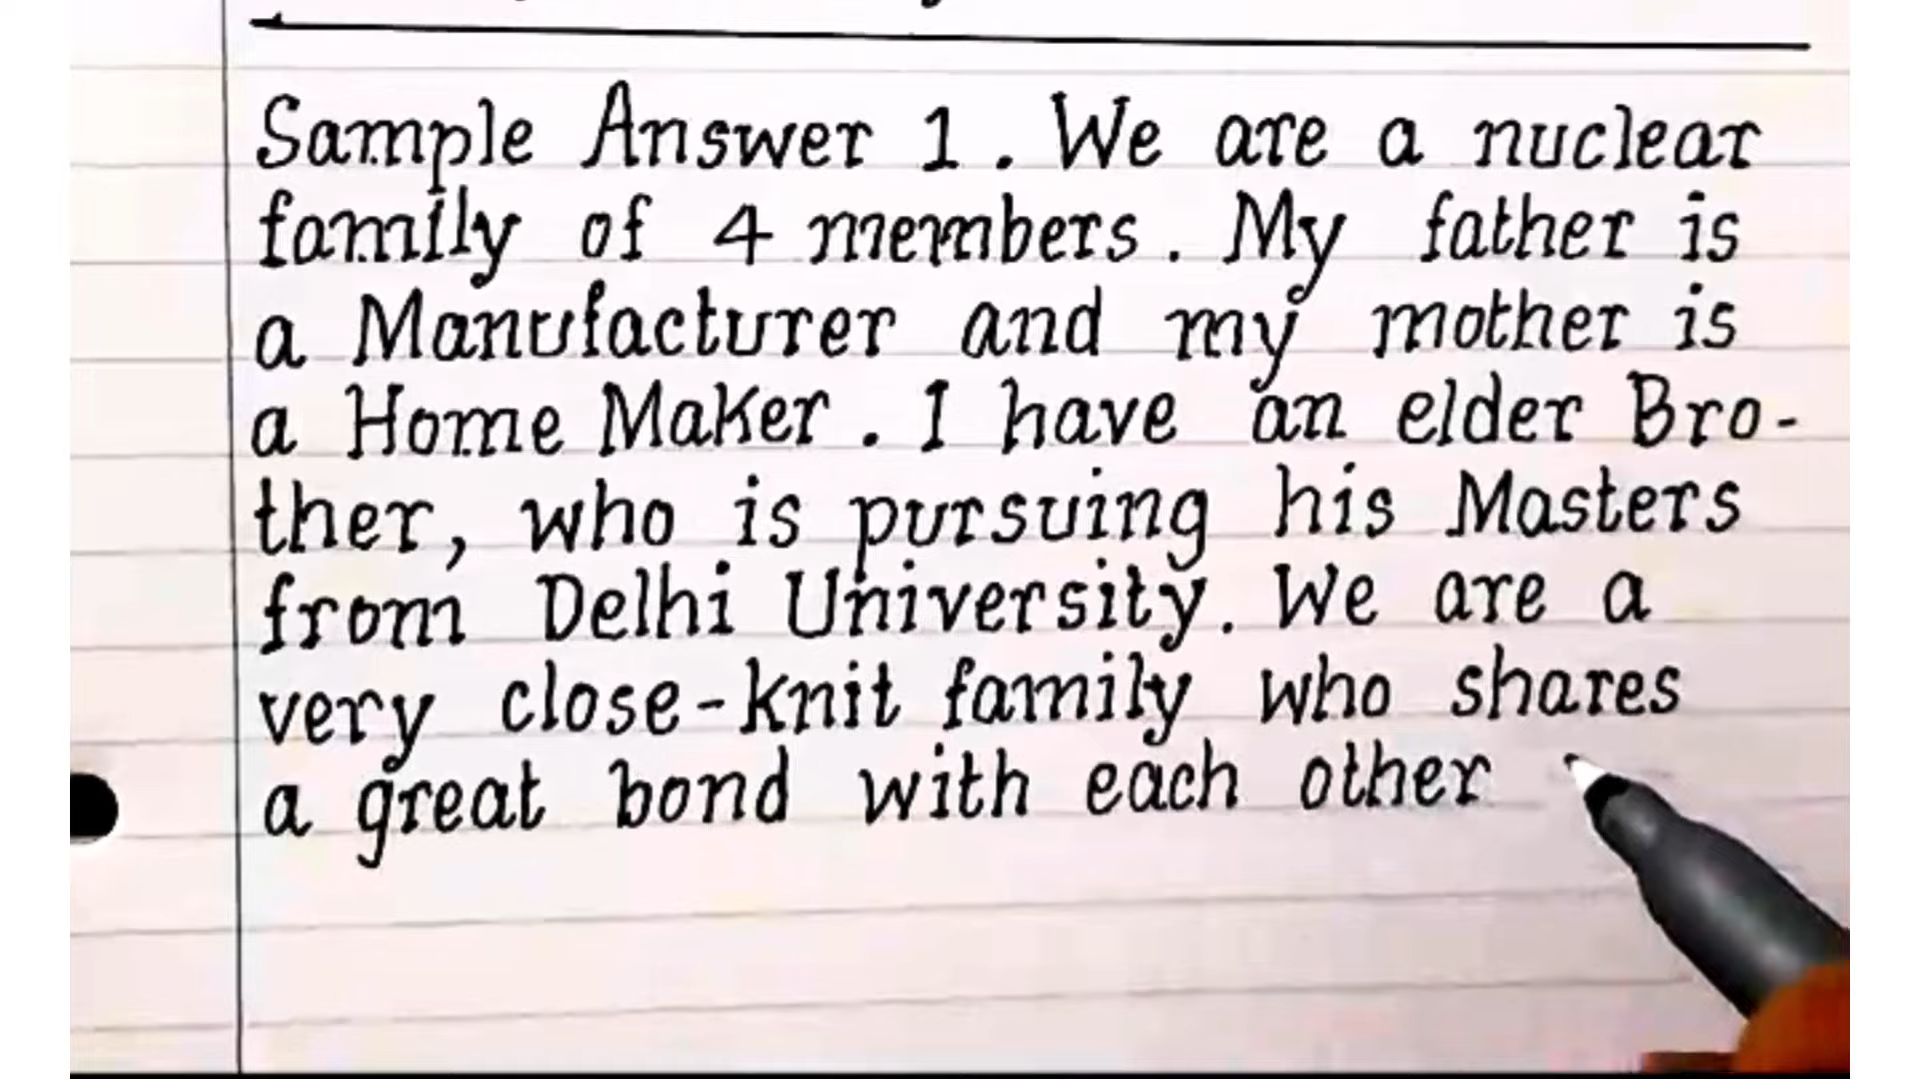 Sample Answer 1. We are a nuclear
family of 4 members. My father is
a Manufacturer and my mother is
a Home Maker. I have an elder Bro-
ther, who is pursuing his Masters
from Delhi University. We are a
very close-knit family who shares
a great bond with each other